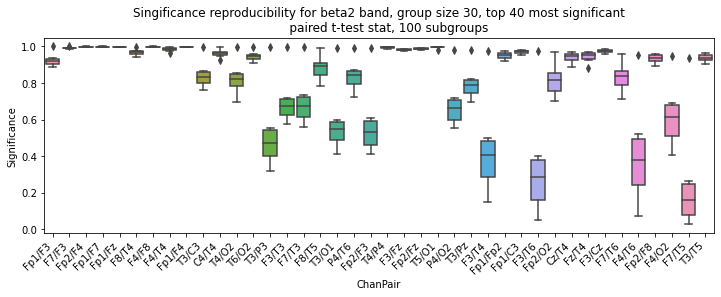 Singificance reproducibility for beta2 band, group size 30, top 40 most significant
paired t-test stat, 100 subgroups
Significance
1.0
0.8
0.6
0.4
0.2
0.0
Fp1/F3
F7/F3
Fp2/F4
Fp1/F7
Fp1/Fz
F8/T4
F4/F8
F4/T4
Fp1/F4
T3/C3
C4/T4
T4/O2
T6/O2
T3/P3
F3/T3
F7/T3
F8/T5
T3/O1
P4/T6
Fp2/F3
T4/P4
F3/Fz
Fp2/Fz
T5/O1
P4/O2
T3/Pz
F3/T4
Fp1/Fp2
Fp1/C3
F3/T6
Fp2/O2
Cz/T4
Fz/T4
F3/Cz
F7/T6
F4/T6
Fp2/F8
F4/O2
F7/T5
T3/T5
ChanPair